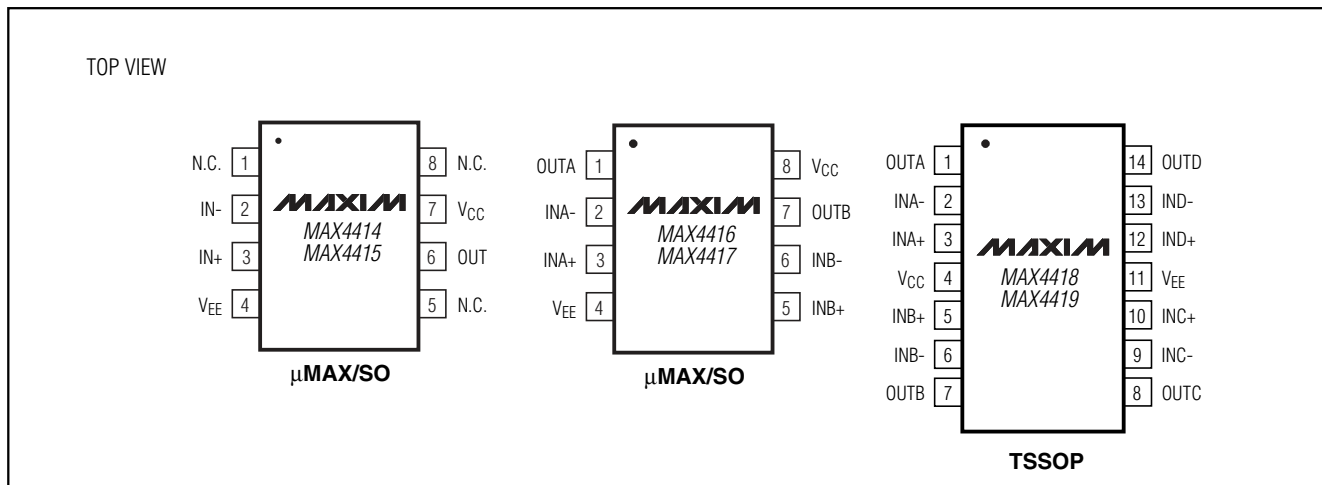 TOP VIEW
N.C. 1
IN- 2
IN+ 3
VEE 4
MAXIM
MAX4414
MAX4415
8 N.C.
7 VCC
6 OUT
5 N.C.
μMAX/SO
OUTA 1
INA- 2
INA+ 3
VEE 4
MAXIM
MAX4416
MAX4417
8 VCC
7 OUTB
6 INB-
5 INB+
μMAX/SO
OUTA 1
INA- 2
INA+ 3
VCC 4
INB+ 5
INB- 6
OUTB 7
MAXIM
MAX4418
MAX4419
14 OUTD
13 IND-
12 IND+
11 VEE
10 INC+
9 INC-
8 OUTC
TSSOP